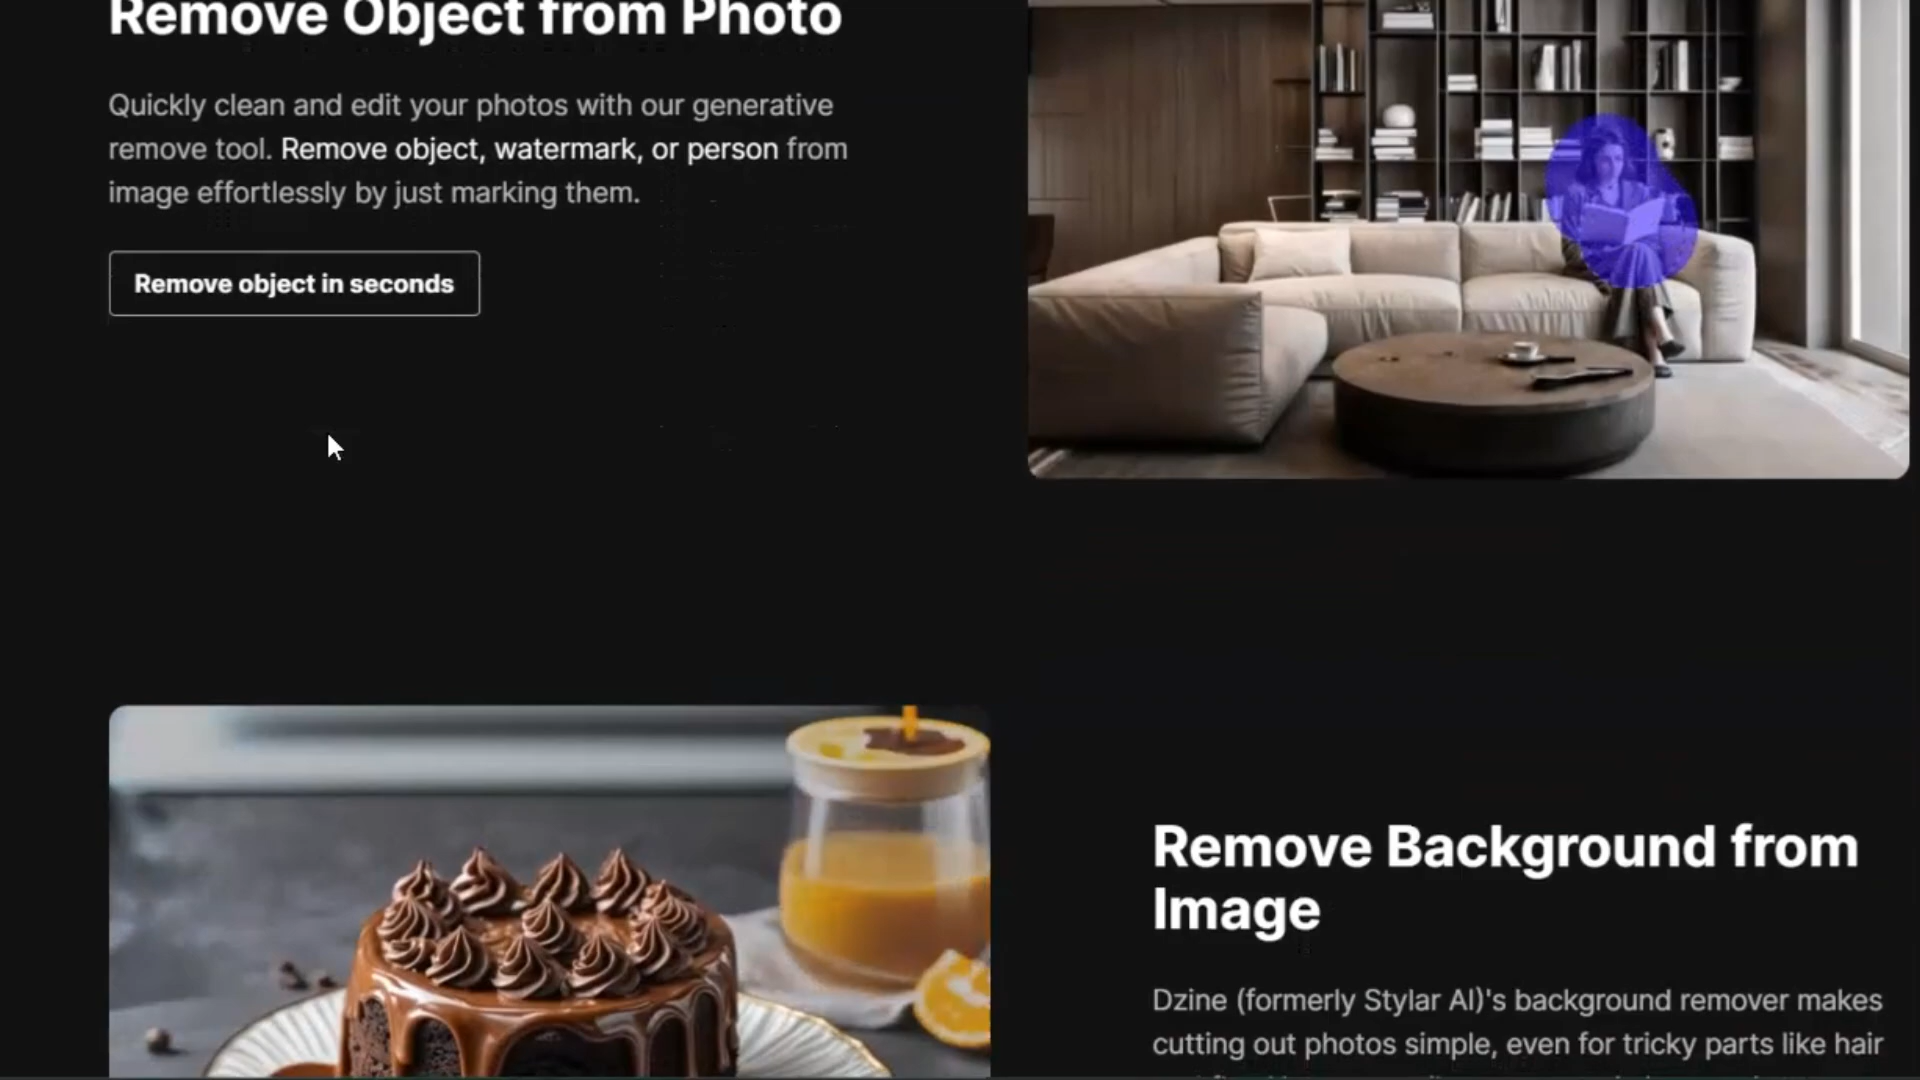 Remove Object from Photo
Quickly clean and edit your photos with our generative
remove tool. Remove object, watermark, or person from
image effortlessly by just marking them.
Remove object in seconds
Remove Background from
Image
Dzine (formerly Stylar AI)'s background remover makes
cutting out photos simple, even for tricky parts like hair